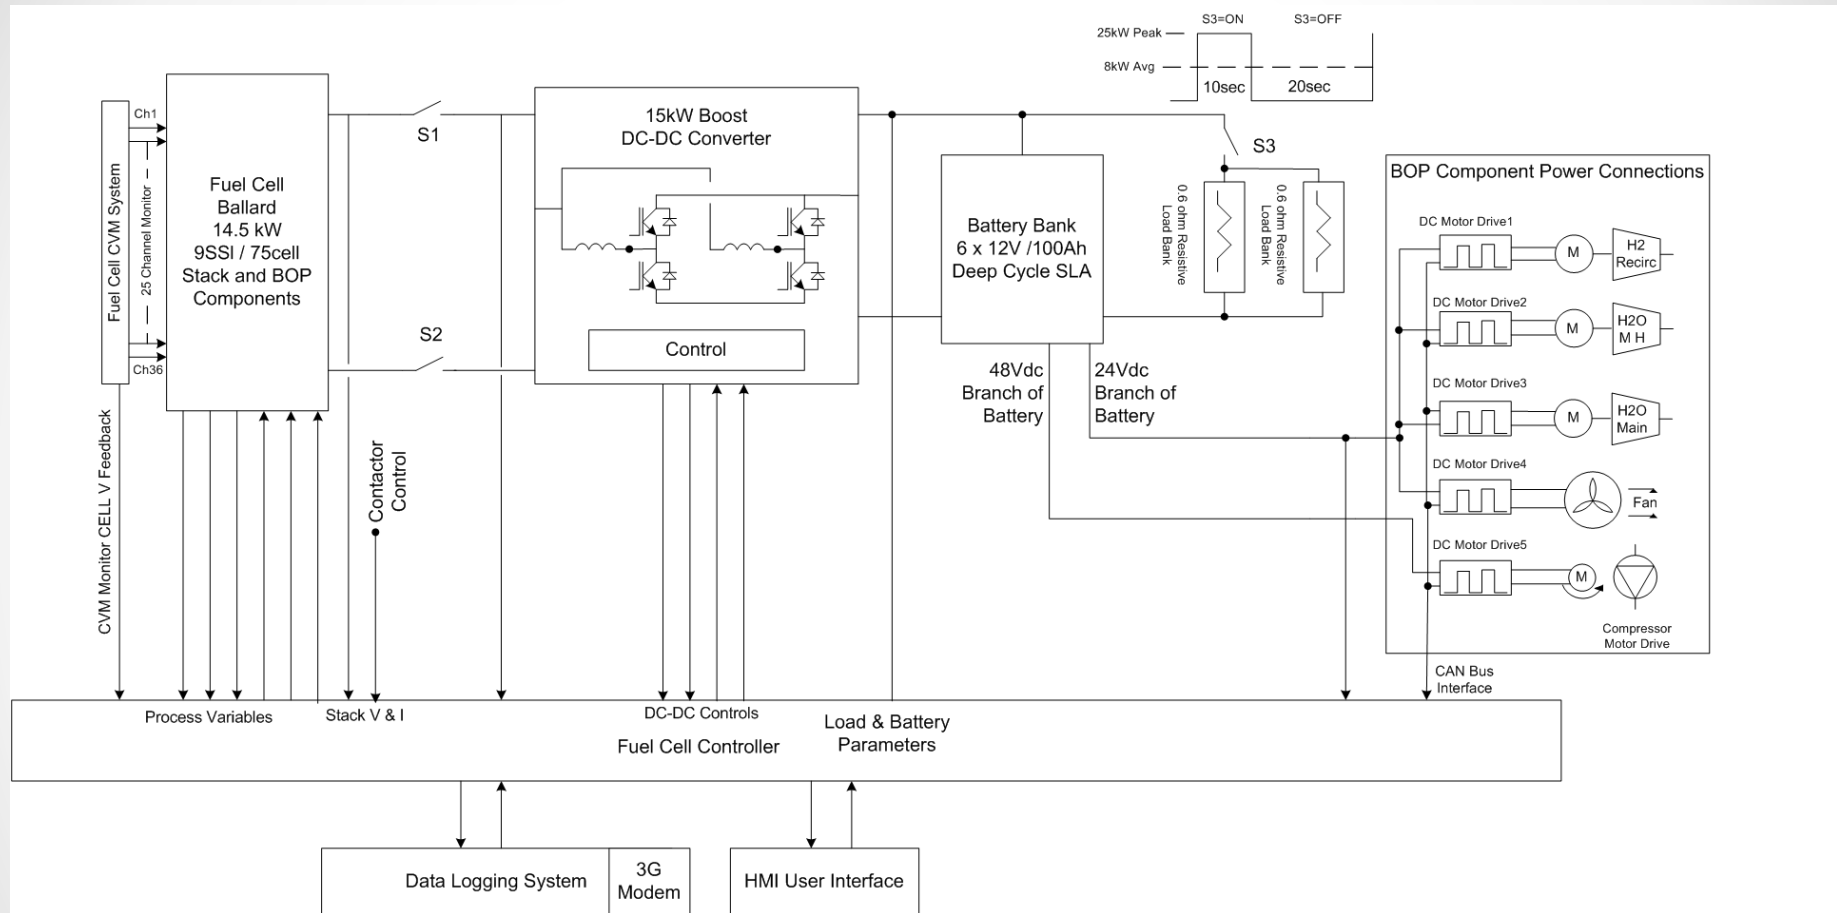 S3=ON
S3=OFF
25kW Peak
8kW Avg
10sec
20sec
Fuel Cell CVM System
Ch1
25 Channel Monitor
Ch36
Fuel Cell
Ballard
14.5 kW
9SSI / 75cell
Stack and BOP
Components
S1
S2
15kW Boost
DC-DC Converter
Control
Battery Bank
6 x 12V /100Ah
Deep Cycle SLA
S3
0.6 ohm Resistive
Load Bank
0.6 ohm Resistive
Load Bank
48Vdc
Branch of
Battery
24Vdc
Branch of
Battery
BOP Component Power Connections
DC Motor Drive1
M
H2
Recirc
DC Motor Drive2
M
H2O
M H
DC Motor Drive3
M
H2O
Main
DC Motor Drive4
Fan
DC Motor Drive5
M
Compressor
Motor Drive
CAN Bus
Interface
CVM Monitor CELL V Feedback
Contactor
Control
Process Variables
Stack V & I
DC-DC Controls
Fuel Cell Controller
Load & Battery
Parameters
Data Logging System
3G
Modem
HMI User Interface